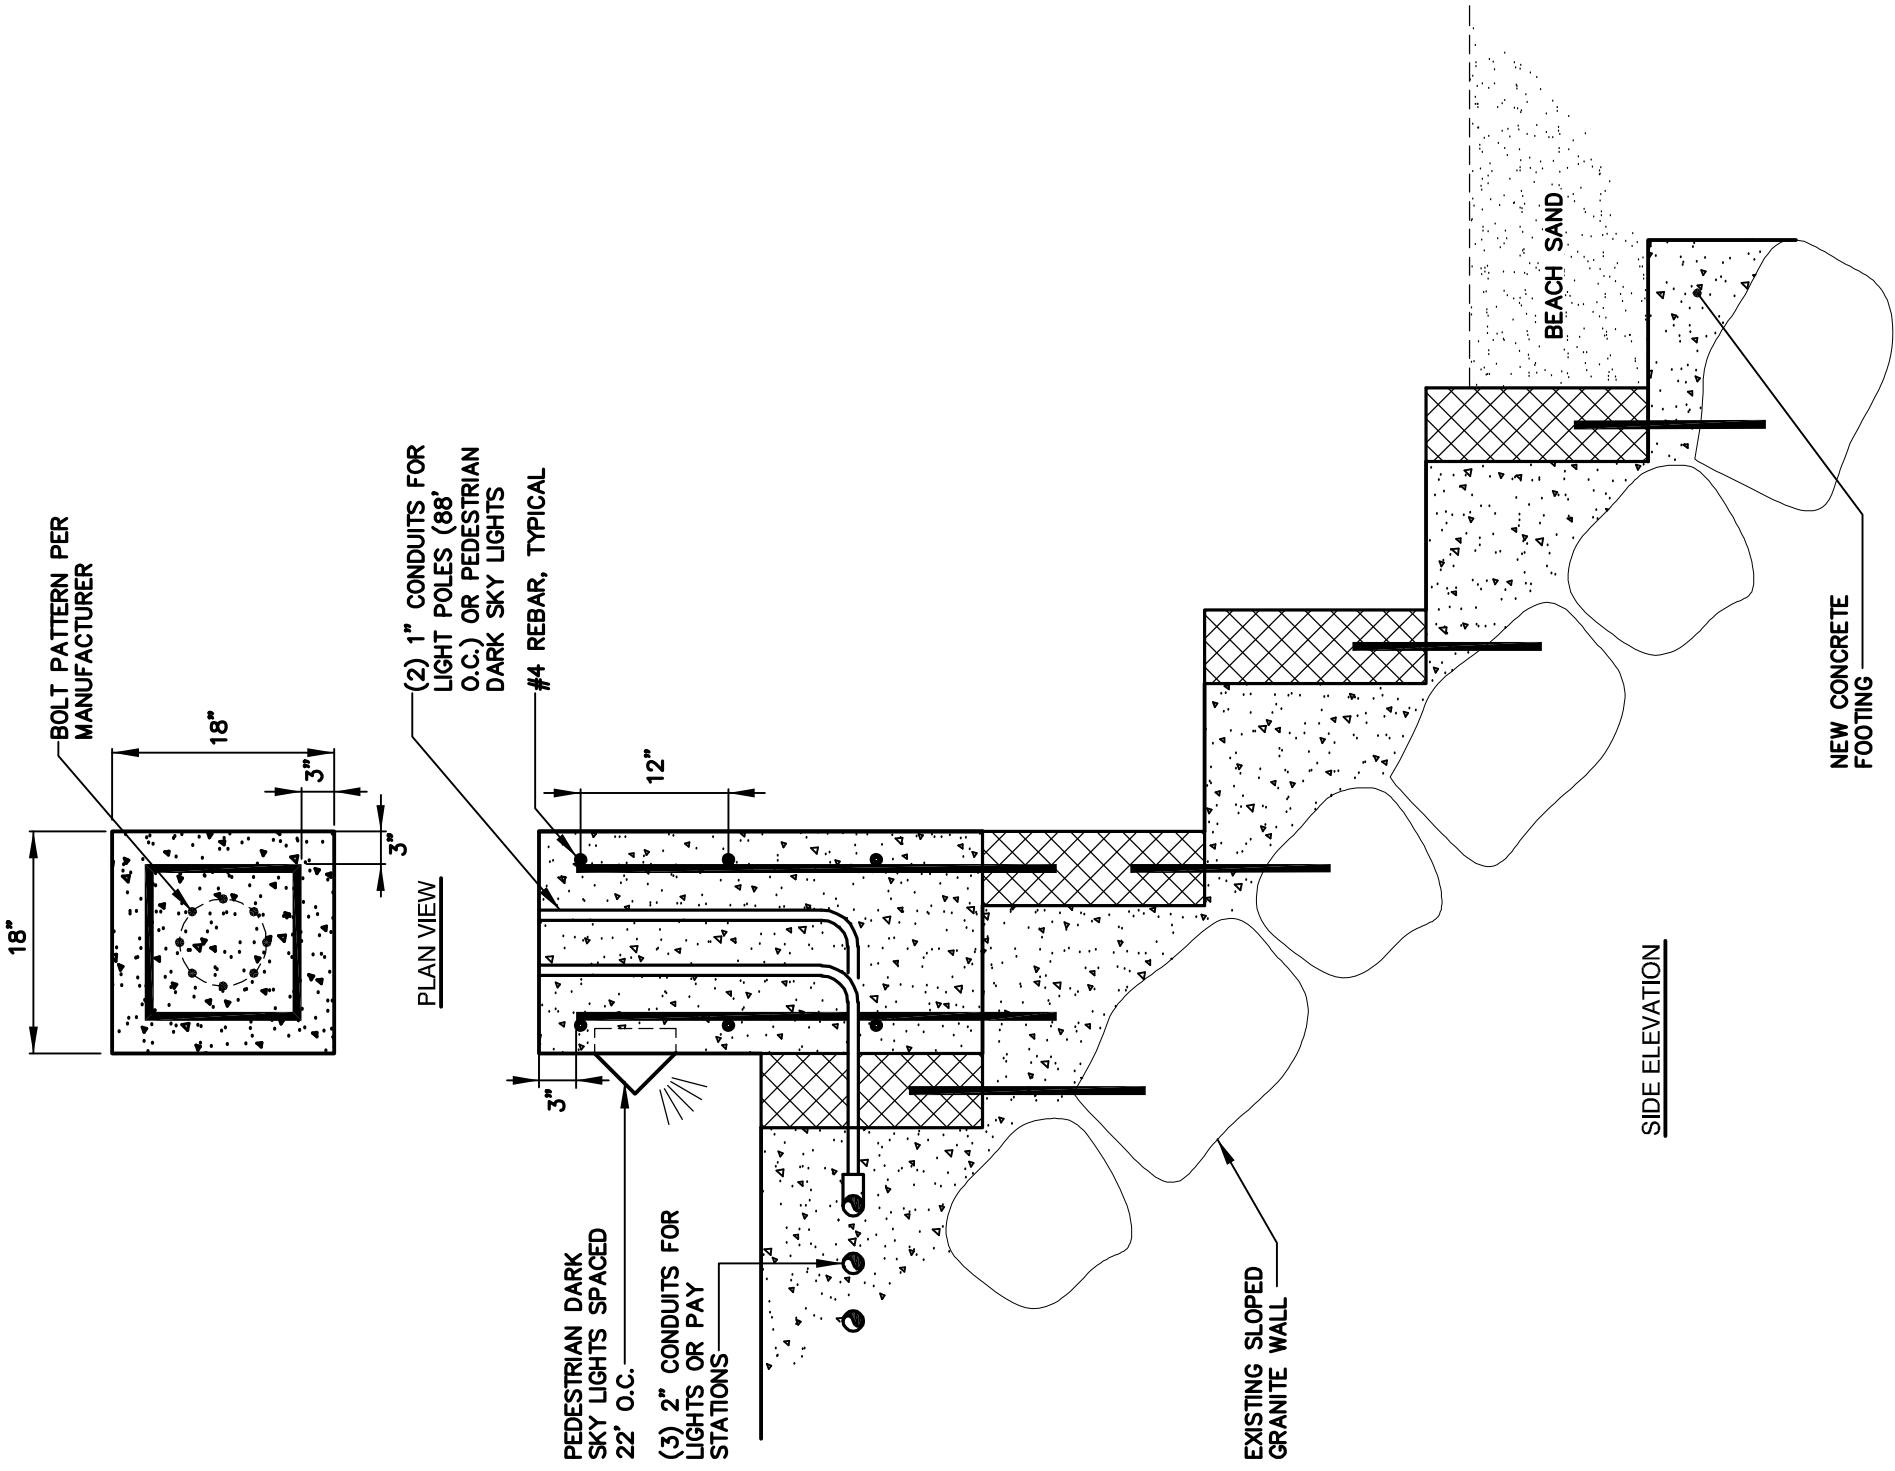 BOLT PATTERN PER
MANUFACTURER
18"
18"
3"
3"
PLAN VIEW
(2) 1" CONDUITS FOR
LIGHT POLES (88'
O.C.) OR PEDESTRIAN
DARK SKY LIGHTS
#4 REBAR, TYPICAL
12"
3"
PEDESTRIAN DARK
SKY LIGHTS SPACED
22' O.C.
(3) 2" CONDUITS FOR
LIGHTS OR PAY
STATIONS
EXISTING SLOPED
GRANITE WALL
BEACH SAND
NEW CONCRETE
FOOTING
SIDE ELEVATION